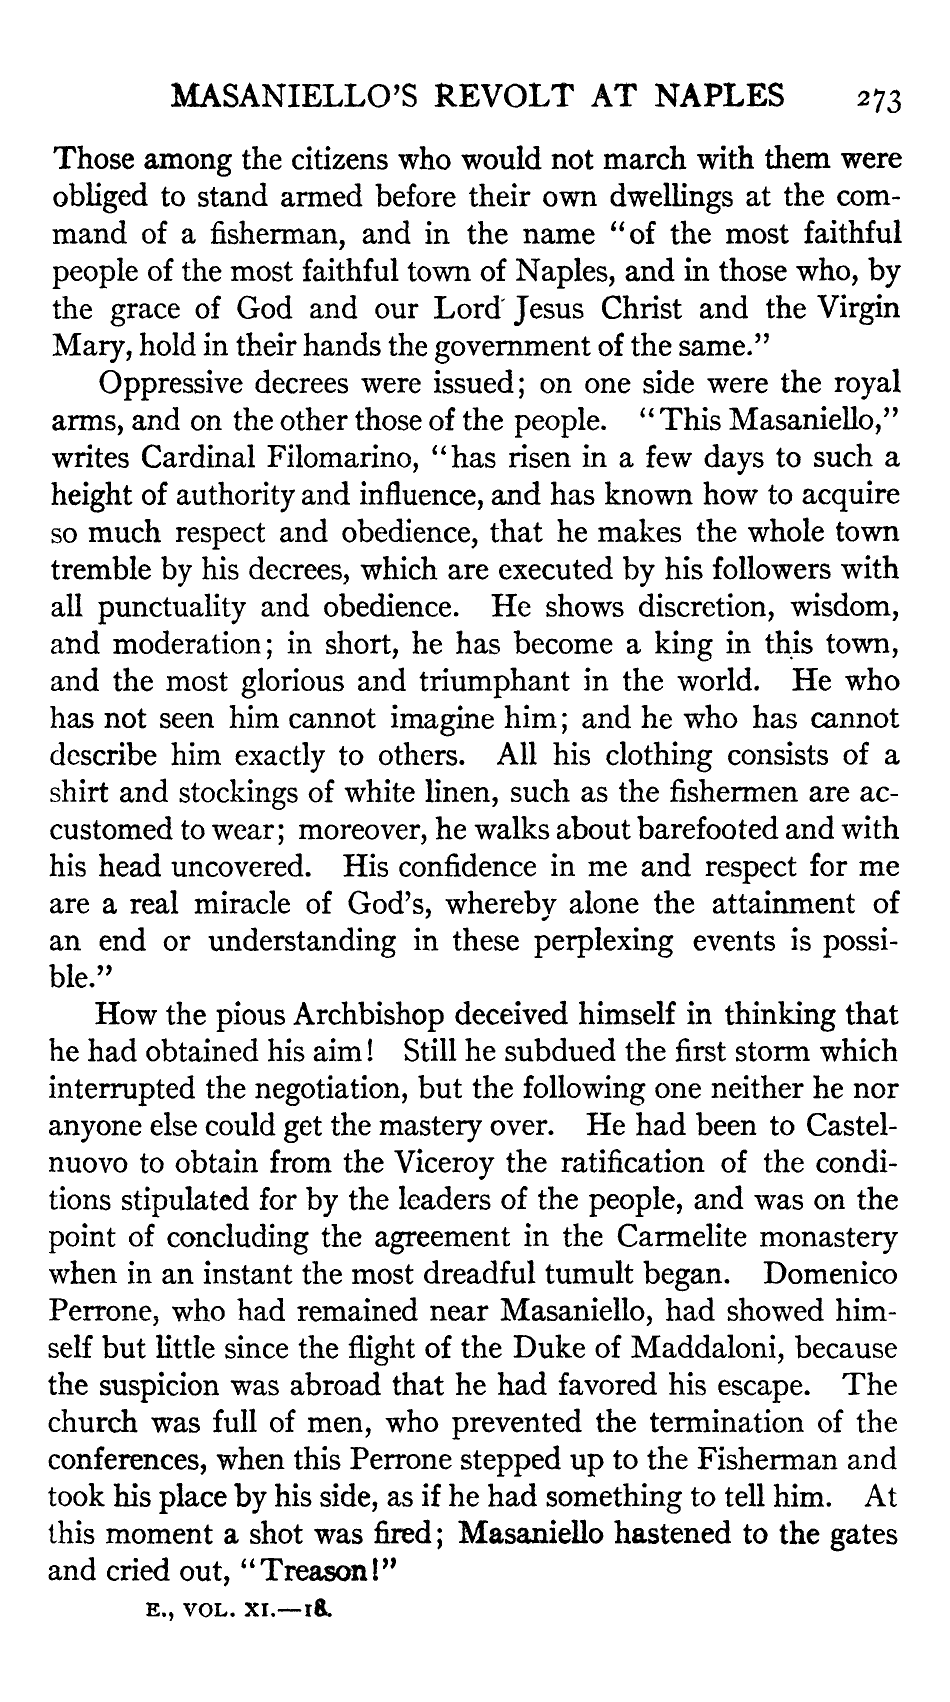 MASANIELLO'S REVOLT AT NAPLES 273
Those among the citizens who would not march with them were
obliged to stand armed before their own dwellings at the com-
mand of a fisherman, and in the name "of the most faithful
people of the most faithful town of Naples, and in those who, by
the grace of God and our Lord Jesus Christ and the Virgin
Mary, hold in their hands the government of the same."
Oppressive decrees were issued; on one side were the royal
arms, and on the other those of the people. "This Masaniello,"
writes Cardinal Filomarino, "has risen in a few days to such a
height of authority and influence, and has known how to acquire
so much respect and obedience, that he makes the whole town
tremble by his decrees, which are executed by his followers with
all punctuality and obedience. He shows discretion, wisdom,
and moderation; in short, he has become a king in this town,
and the most glorious and triumphant in the world. He who
has not seen him cannot imagine him; and he who has cannot
describe him exactly to others. All his clothing consists of a
shirt and stockings of white linen, such as the fishermen are ac-
customed to wear; moreover, he walks about barefooted and with
his head uncovered. His confidence in me and respect for me
are a real miracle of God's, whereby alone the attainment of
an end or understanding in these perplexing events is possi-
ble."
How the pious Archbishop deceived himself in thinking that
he had obtained his aim! Still he subdued the first storm which
interrupted the negotiation, but the following one neither he nor
anyone else could get the mastery over. He had been to Castel-
nuovo to obtain from the Viceroy the ratification of the condi-
tions stipulated for by the leaders of the people, and was on the
point of concluding the agreement in the Carmelite monastery
when in an instant the most dreadful tumult began. Domenico
Perrone, who had remained near Masaniello, had showed him-
self but little since the flight of the Duke of Maddaloni, because
the suspicion was abroad that he had favored his escape. The
church was full of men, who prevented the termination of the
conferences, when this Perrone stepped up to the Fisherman and
took his place by his side, as if he had something to tell him. At
this moment a shot was fired; Masaniello hastened to the gates
and cried out, "Treason!"
E., VOL. XI.—18.